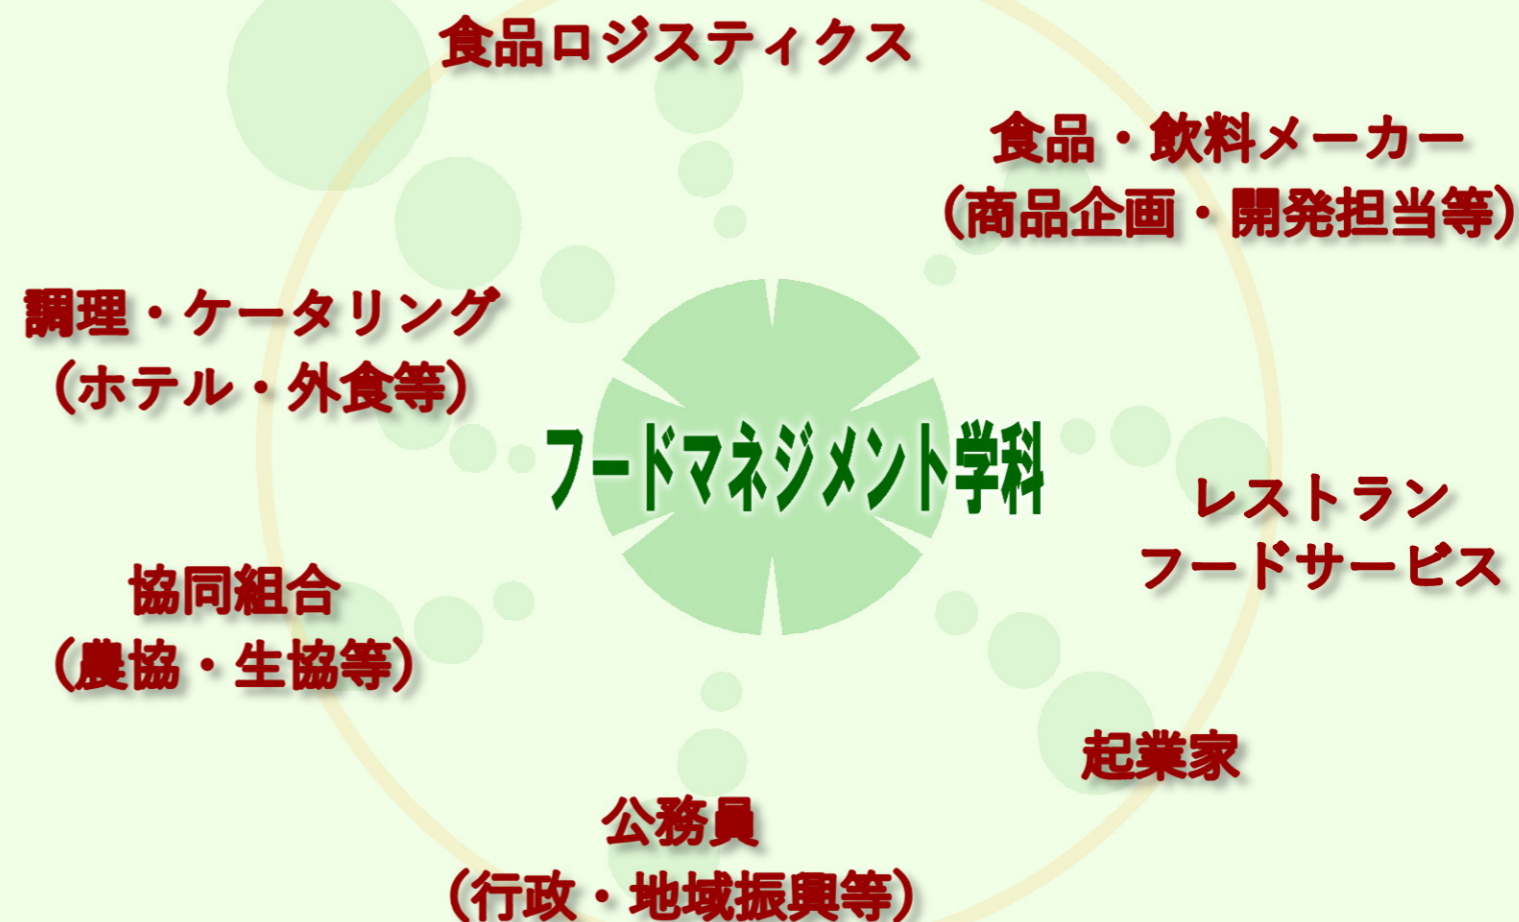 食品ロジスティクス
食品・飲料メーカー
（商品企画・開発担当等）
調理・ケータリング
（ホテル・外食等）
フードマネジメント学科
レストラン
フードサービス
協同組合
（農協・生協等）
起業家
公務員
（行政・地域振興等）